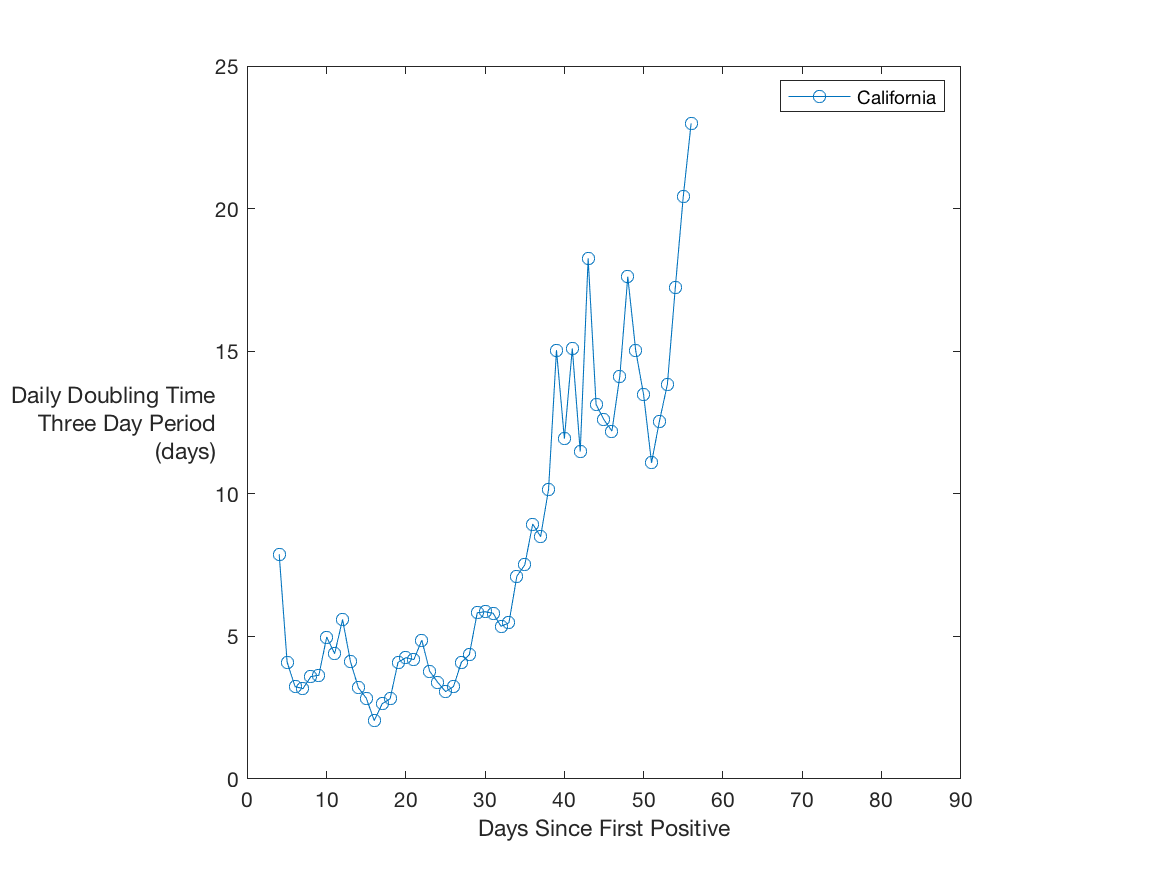 25
California
20
15
Daily Doubling Time
Three Day Period
(days)
10
5
0
0 10 20 30 40 50 60 70 80 90
Days Since First Positive